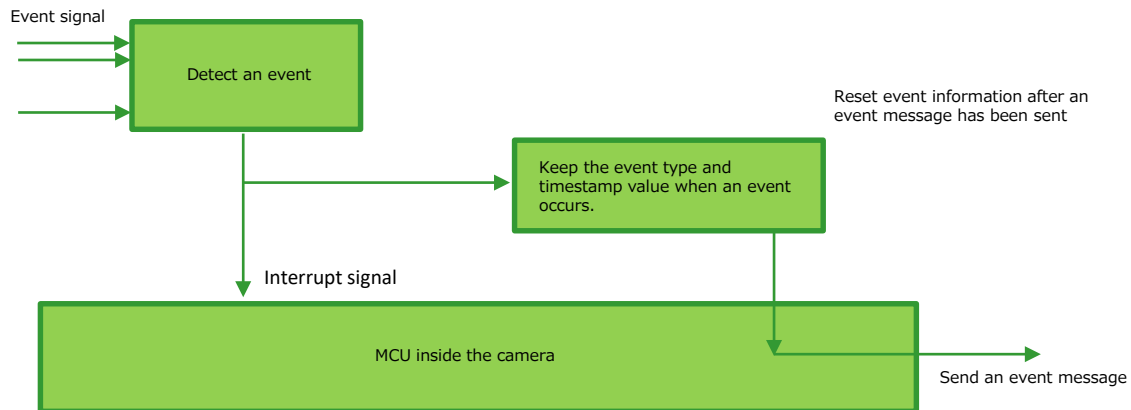 Event signal
Detect an event
Reset event information after an
event message has been sent
Keep the event type and
timestamp value when an event
occurs.
Interrupt signal
MCU inside the camera
Send an event message